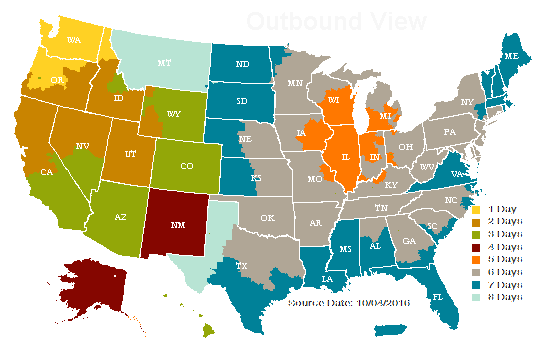 Outbound View
WA
MT
ND
ME
OR
MN
ID
SD
WI
NY
WY
MI
IA
PA
NE
NV
OH
UT
IL
IN
CO
WV
CA
VA
KS
MO
KY
NC
TN
OK
AZ
NM
AR
SC
MS
AL
GA
TX
LA
FL
1 Day
2 Days
3 Days
4 Days
5 Days
6 Days
7 Days
8 Days
Source Date: 10/04/2016